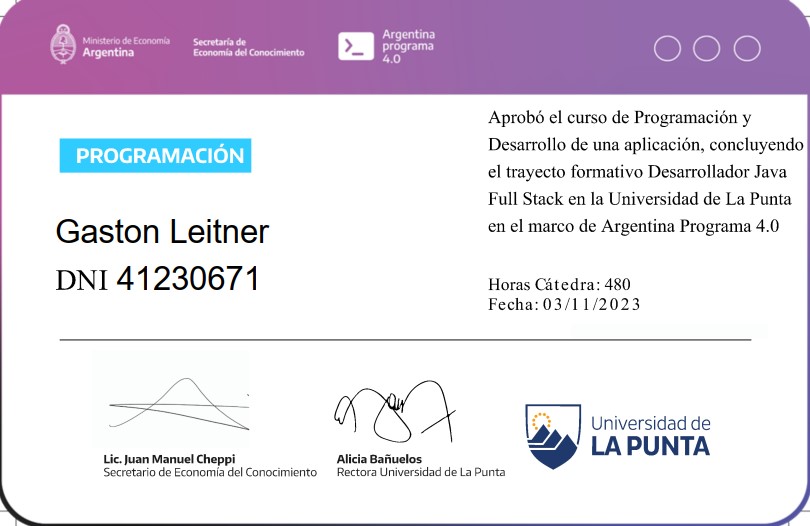 Ministerio de Economía
Argentina
Secretaría de
Economía del Conocimiento
Argentina
programa
4.0
PROGRAMACIÓN
Gaston Leitner
DNI 41230671
Aprobó el curso de Programación y
Desarrollo de una aplicación, concluyendo
el trayecto formativo Desarrollador Java
Full Stack en la Universidad de La Punta
en el marco de Argentina Programa 4.0
Horas Cátedra: 480
Fecha: 03/11/2023
Lic. Juan Manuel Cheppi
Secretario de Economía del Conocimiento
Alicia Bañuelos
Rectora Universidad de La Punta
Universidad de
LA PUNTA